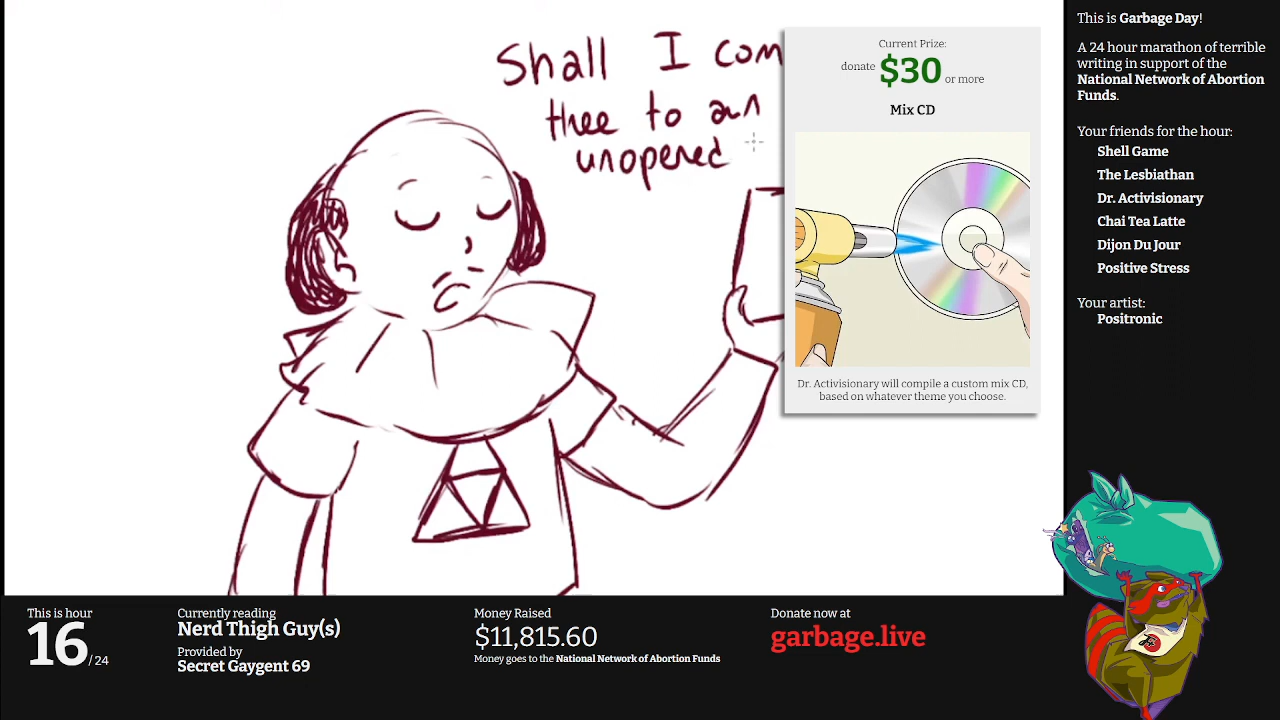 Shall I com
thee to an
unopened
Current Prize:
donate $30 or more
Mix CD
Dr. Activisionary will compile a custom mix CD,
based on whatever theme you choose.
This is Garbage Day!
A 24 hour marathon of terrible
writing in support of the
National Network of Abortion
Funds.
Your friends for the hour:
Shell Game
The Lesbiathan
Dr. Activisionary
Chai Tea Latte
Dijon Du Jour
Positive Stress
Your artist:
Positronic
This is hour
16/24
Currently reading
Nerd Thigh Guy(s)
Provided by
Secret Gaygent 69
Money Raised
$11,815.60
Money goes to the National Network of Abortion Funds
Donate now at
garbage.live